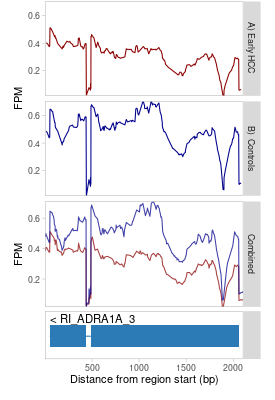 0.6
0.4
0.2
FPM
A) Early HCC
0.6
0.4
0.2
FPM
B) Controls
0.6
0.4
0.2
FPM
Combined
< RI_ADRA1A_3
500 1000 1500 2000
Distance from region start (bp)